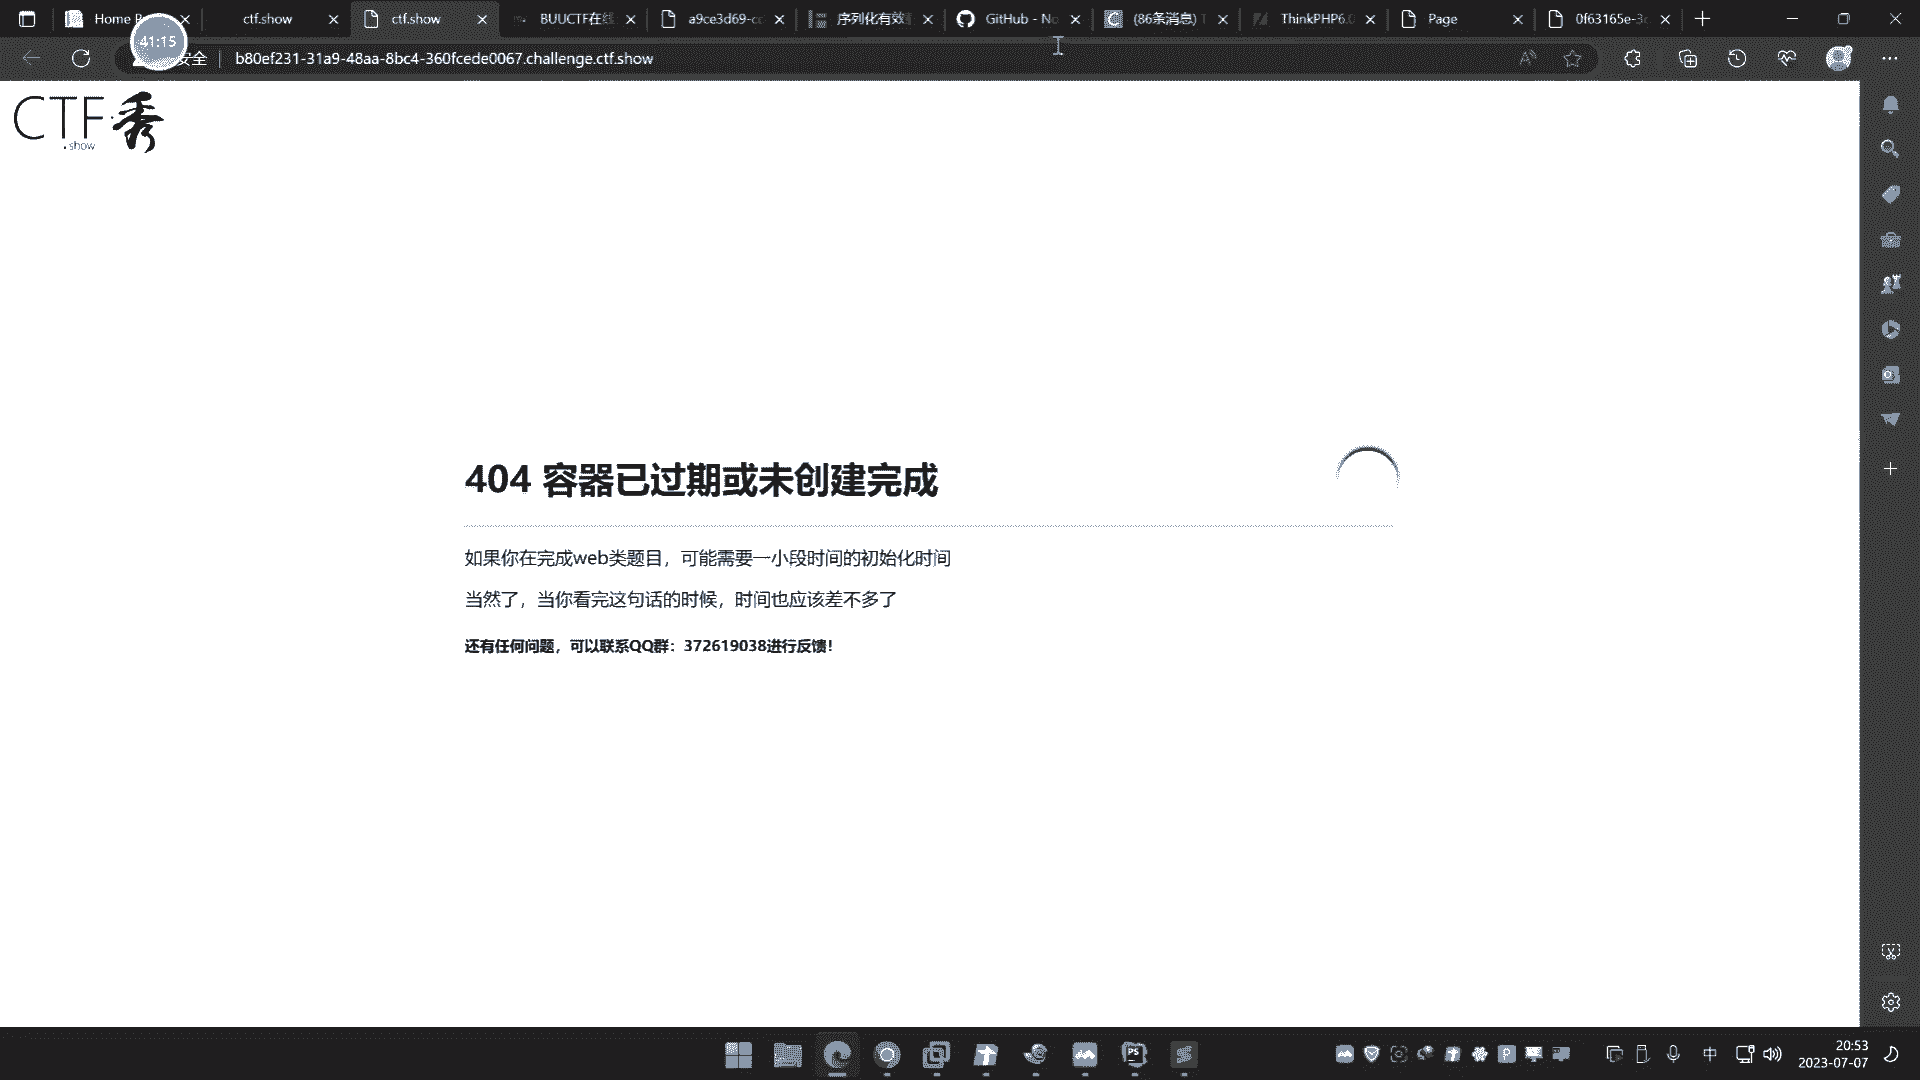 Home P
ctf.show
ctf.show
BUUCTF在线
a9ce3d69-cc
序列化有效
GitHub - No
(86条消息) T
ThinkPHP6.0
Page
0f63165e-3c
41:15
安全
b80ef231-31a9-48aa-8bc4-360fcede0067.challenge.ctf.show
CTF秀
.show
404 容器已过期或未创建完成
如果你在完成web类题目，可能需要一小段时间的初始化时间
当然了，当你看完这句话的时候，时间也应该差不多了
还有任何问题，可以联系QQ群：372619038进行反馈！
中
20:53
2023-07-07